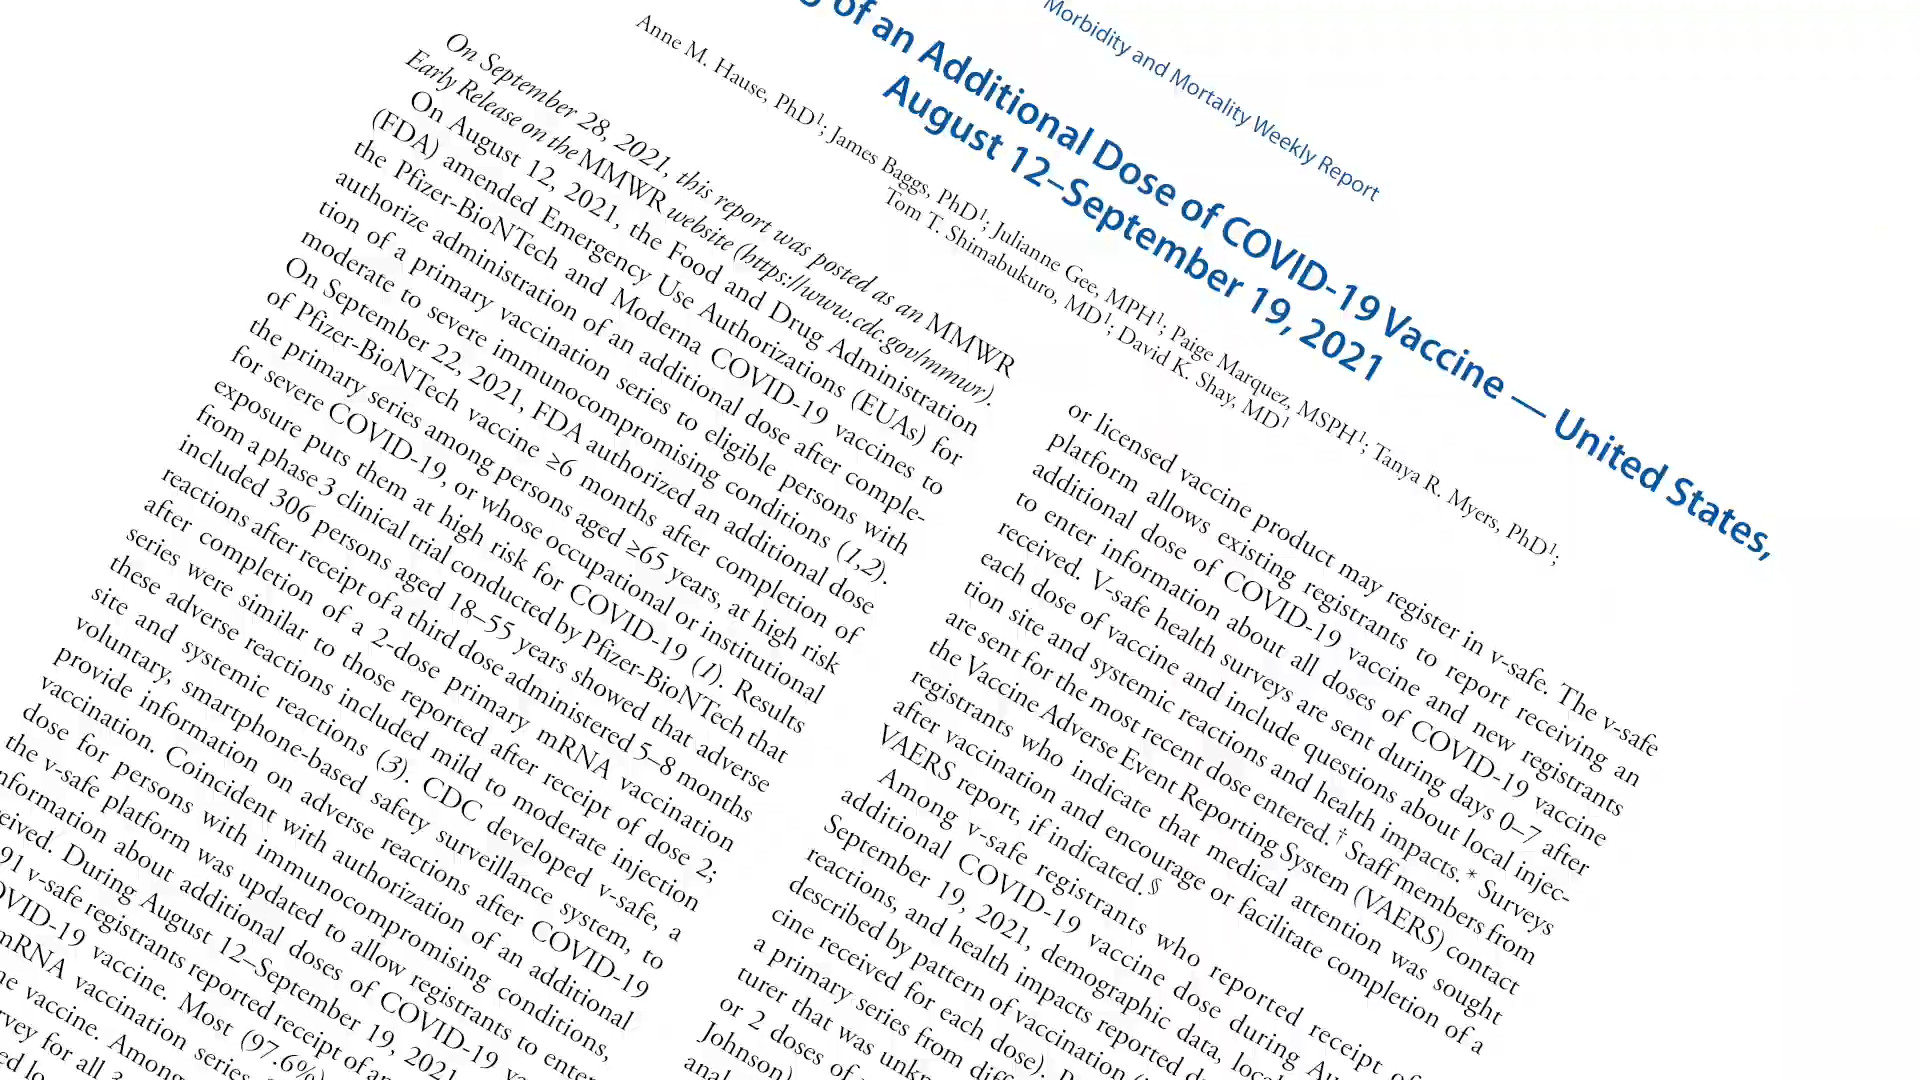 Morbidity and Mortality Weekly Report
of an Additional Dose of COVID-19 Vaccine — United States,
August 12–September 19, 2021
Anne M. Hause, PhD¹; James Baggs, PhD¹; Julianne Gee, MPH¹; Paige Marquez, MSPH¹; Tanya R. Myers, PhD¹;
Tom T. Shimabukuro, MD¹; David K. Shay, MD¹
On September 28, 2021, this report was posted as an MMWR
Early Release on the MMWR website (https://www.cdc.gov/mmwr).
On August 12, 2021, the Food and Drug Administration
(FDA) amended Emergency Use Authorizations (EUAs) for
the Pfizer-BioNTech and Moderna COVID-19 vaccines to
authorize administration of an additional dose after comple-
tion of a primary vaccination series to eligible persons with
moderate to severe immunocompromising conditions (1,2).
On September 22, 2021, FDA authorized an additional dose
of Pfizer-BioNTech vaccine ≥6 months after completion of
the primary series among persons aged ≥65 years, at high risk
for severe COVID-19, or whose occupational or institutional
exposure puts them at high risk for COVID-19 (1). Results
from a phase 3 clinical trial conducted by Pfizer-BioNTech that
included 306 persons aged 18–55 years showed that adverse
reactions after receipt of a third dose administered 5–8 months
after completion of a 2-dose primary mRNA vaccination
series were similar to those reported after receipt of dose 2;
these adverse reactions included mild to moderate injection
site and systemic reactions (3). CDC developed v-safe, a
voluntary, smartphone-based safety surveillance system, to
provide information on adverse reactions after COVID-19
vaccination. Coincident with authorization of an additional
dose for persons with immunocompromising conditions,
the v-safe platform was updated to allow registrants to enter
information about additional doses of COVID-19
received. During August 12–September 19, 2021
91 v-safe registrants reported receipt of
COVID-19 vaccine. Most (97.6%)
mRNA vaccination series
vaccine. Among
for all
or licensed vaccine product may register in v-safe. The v-safe
platform allows existing registrants to report receiving an
additional dose of COVID-19 vaccine and new registrants
to enter information about all doses of COVID-19 vaccine
received. V-safe health surveys are sent during days 0–7 after
each dose of vaccine and include questions about local injec-
tion site and systemic reactions and health impacts.* Surveys
are sent for the most recent dose entered.† Staff members from
the Vaccine Adverse Event Reporting System (VAERS) contact
registrants who indicate that medical attention was sought
after vaccination and encourage or facilitate completion of a
VAERS report, if indicated.§
Among v-safe registrants who reported receipt of
additional COVID-19 vaccine dose during
September 19, 2021, demographic data,
reactions, and health impacts reported
described by pattern of vaccination
cine received for each dose).
a primary series from
turer that was
or 2 doses of
Johnson)